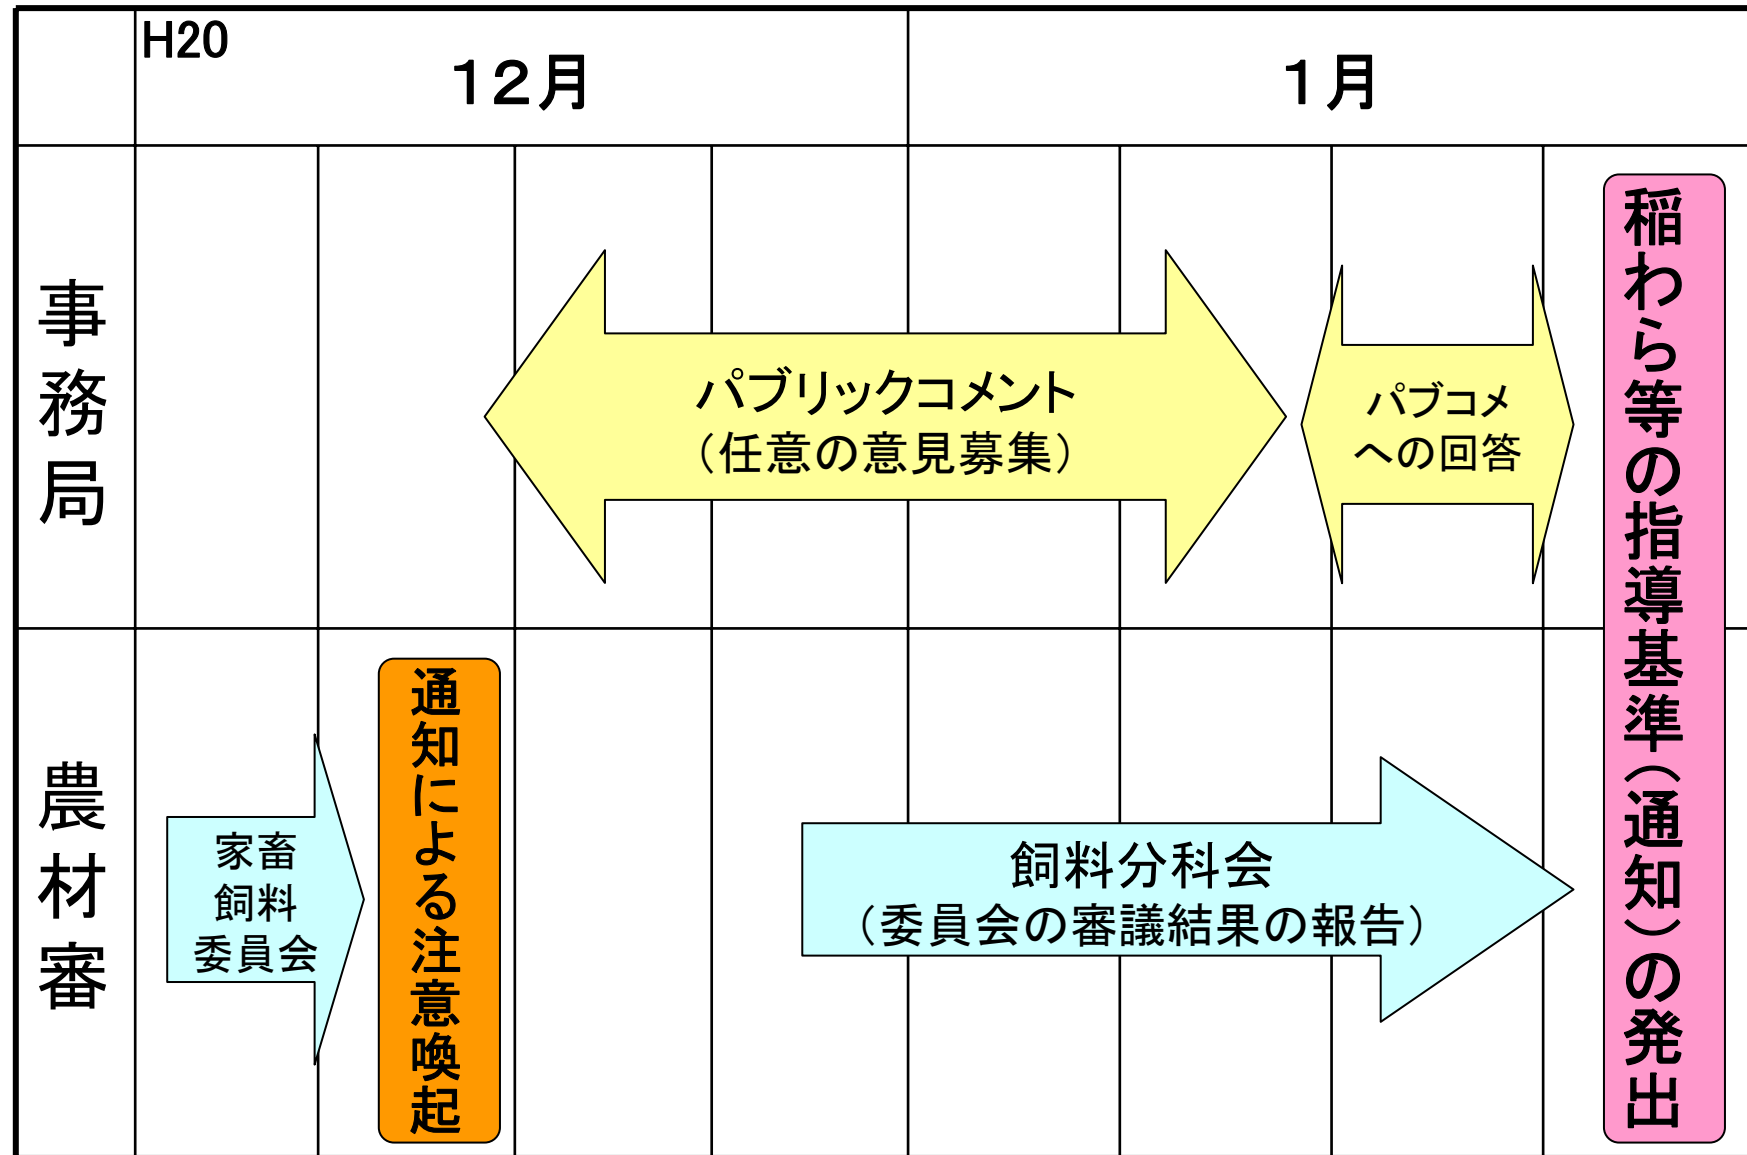 H20
12月
1月
事務局
パブリックコメント
（任意の意見募集）
パブコメ
への回答
稲わら等の指導基準（通知）の発出
農材審
家畜
飼料
委員会
通知による注意喚起
飼料分科会
（委員会の審議結果の報告）